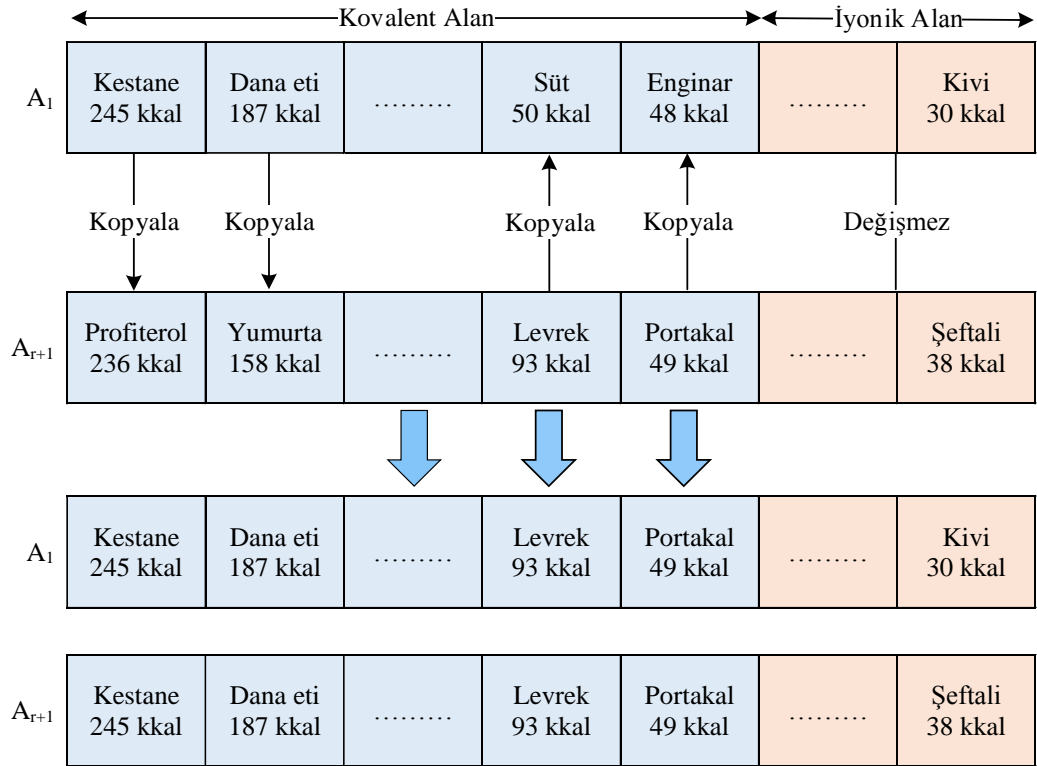 Kovalent Alan İyonik Alan
A1 Kestane Dana eti ......... Süt Enginar ......... Kivi
245 kkal 187 kkal 50 kkal 48 kkal 30 kkal
Kopyala Kopyala Kopyala Kopyala Değişmez
Ar+1 Profiterol Yumurta ......... Levrek Portakal ......... Şeftali
236 kkal 158 kkal 93 kkal 49 kkal 38 kkal
A1 Kestane Dana eti ......... Levrek Portakal ......... Kivi
245 kkal 187 kkal 93 kkal 49 kkal 30 kkal
Ar+1 Kestane Dana eti ......... Levrek Portakal ......... Şeftali
245 kkal 187 kkal 93 kkal 49 kkal 38 kkal